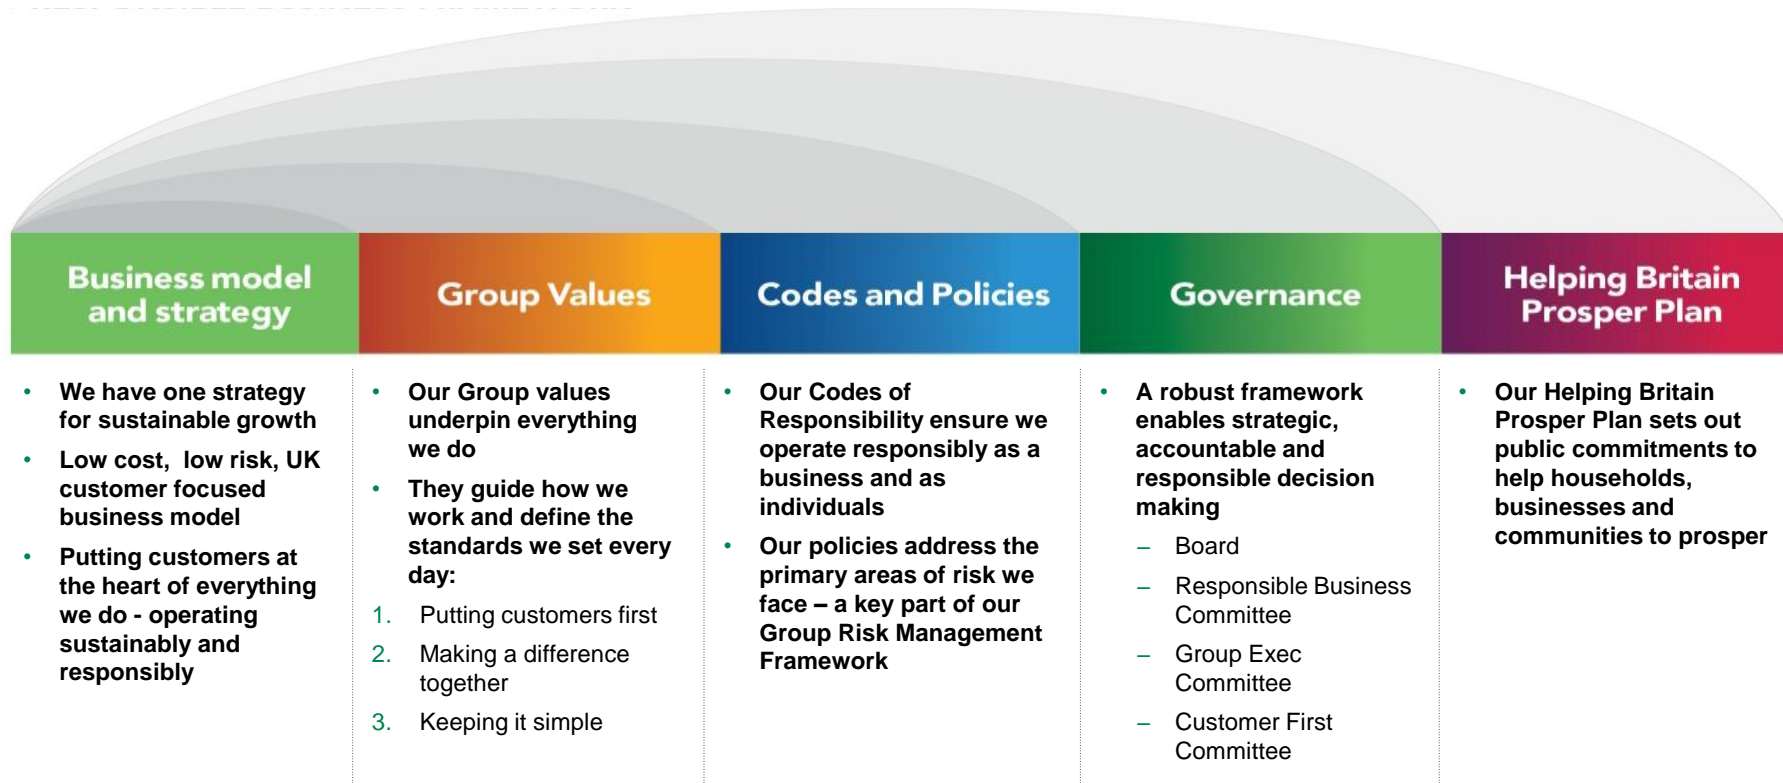 Business model
and strategy
Group Values
Codes and Policies
Governance
Helping Britain
Prosper Plan
• We have one strategy
for sustainable growth
• Low cost,  low risk, UK
customer focused
business model
• Putting customers at
the heart of everything
we do - operating
sustainably and
responsibly
• Our Group values
underpin everything
we do
• They guide how we
work and define the
standards we set every
day:
1. Putting customers first
2. Making a difference
together
3. Keeping it simple
• Our Codes of
Responsibility ensure we
operate responsibly as a
business and as
individuals
• Our policies address the
primary areas of risk we
face – a key part of our
Group Risk Management
Framework
• A robust framework
enables strategic,
accountable and
responsible decision
making
– Board
– Responsible Business
Committee
– Group Exec
Committee
– Customer First
Committee
• Our Helping Britain
Prosper Plan sets out
public commitments to
help households,
businesses and
communities to prosper